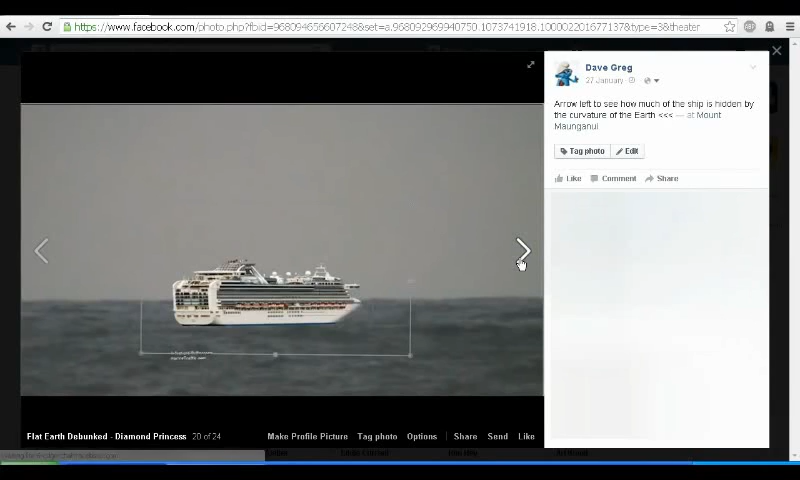 https://www.facebook.com/photo.php?fbid=968094656607248&set=a.968092969940750.1073741918.100002201677137&type=3&theater
Dave Greg
27 January
Arrow left to see how much of the ship is hidden by
the curvature of the Earth <<< — at Mount
Maunganui
Tag photo Edit
Like Comment Share
Flat Earth Debunked - Diamond Princess 20 of 24 Make Profile Picture Tag photo Options Share Send Like